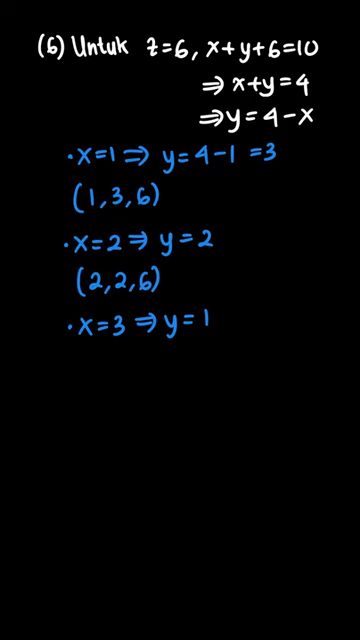 (6) Untuk z=6, x+y+6=10
⇒ x+y=4
⇒ y=4-x
• x=1 ⇒ y=4-1 =3
(1,3,6)
• x=2 ⇒ y=2
(2,2,6)
• x=3 ⇒ y=1